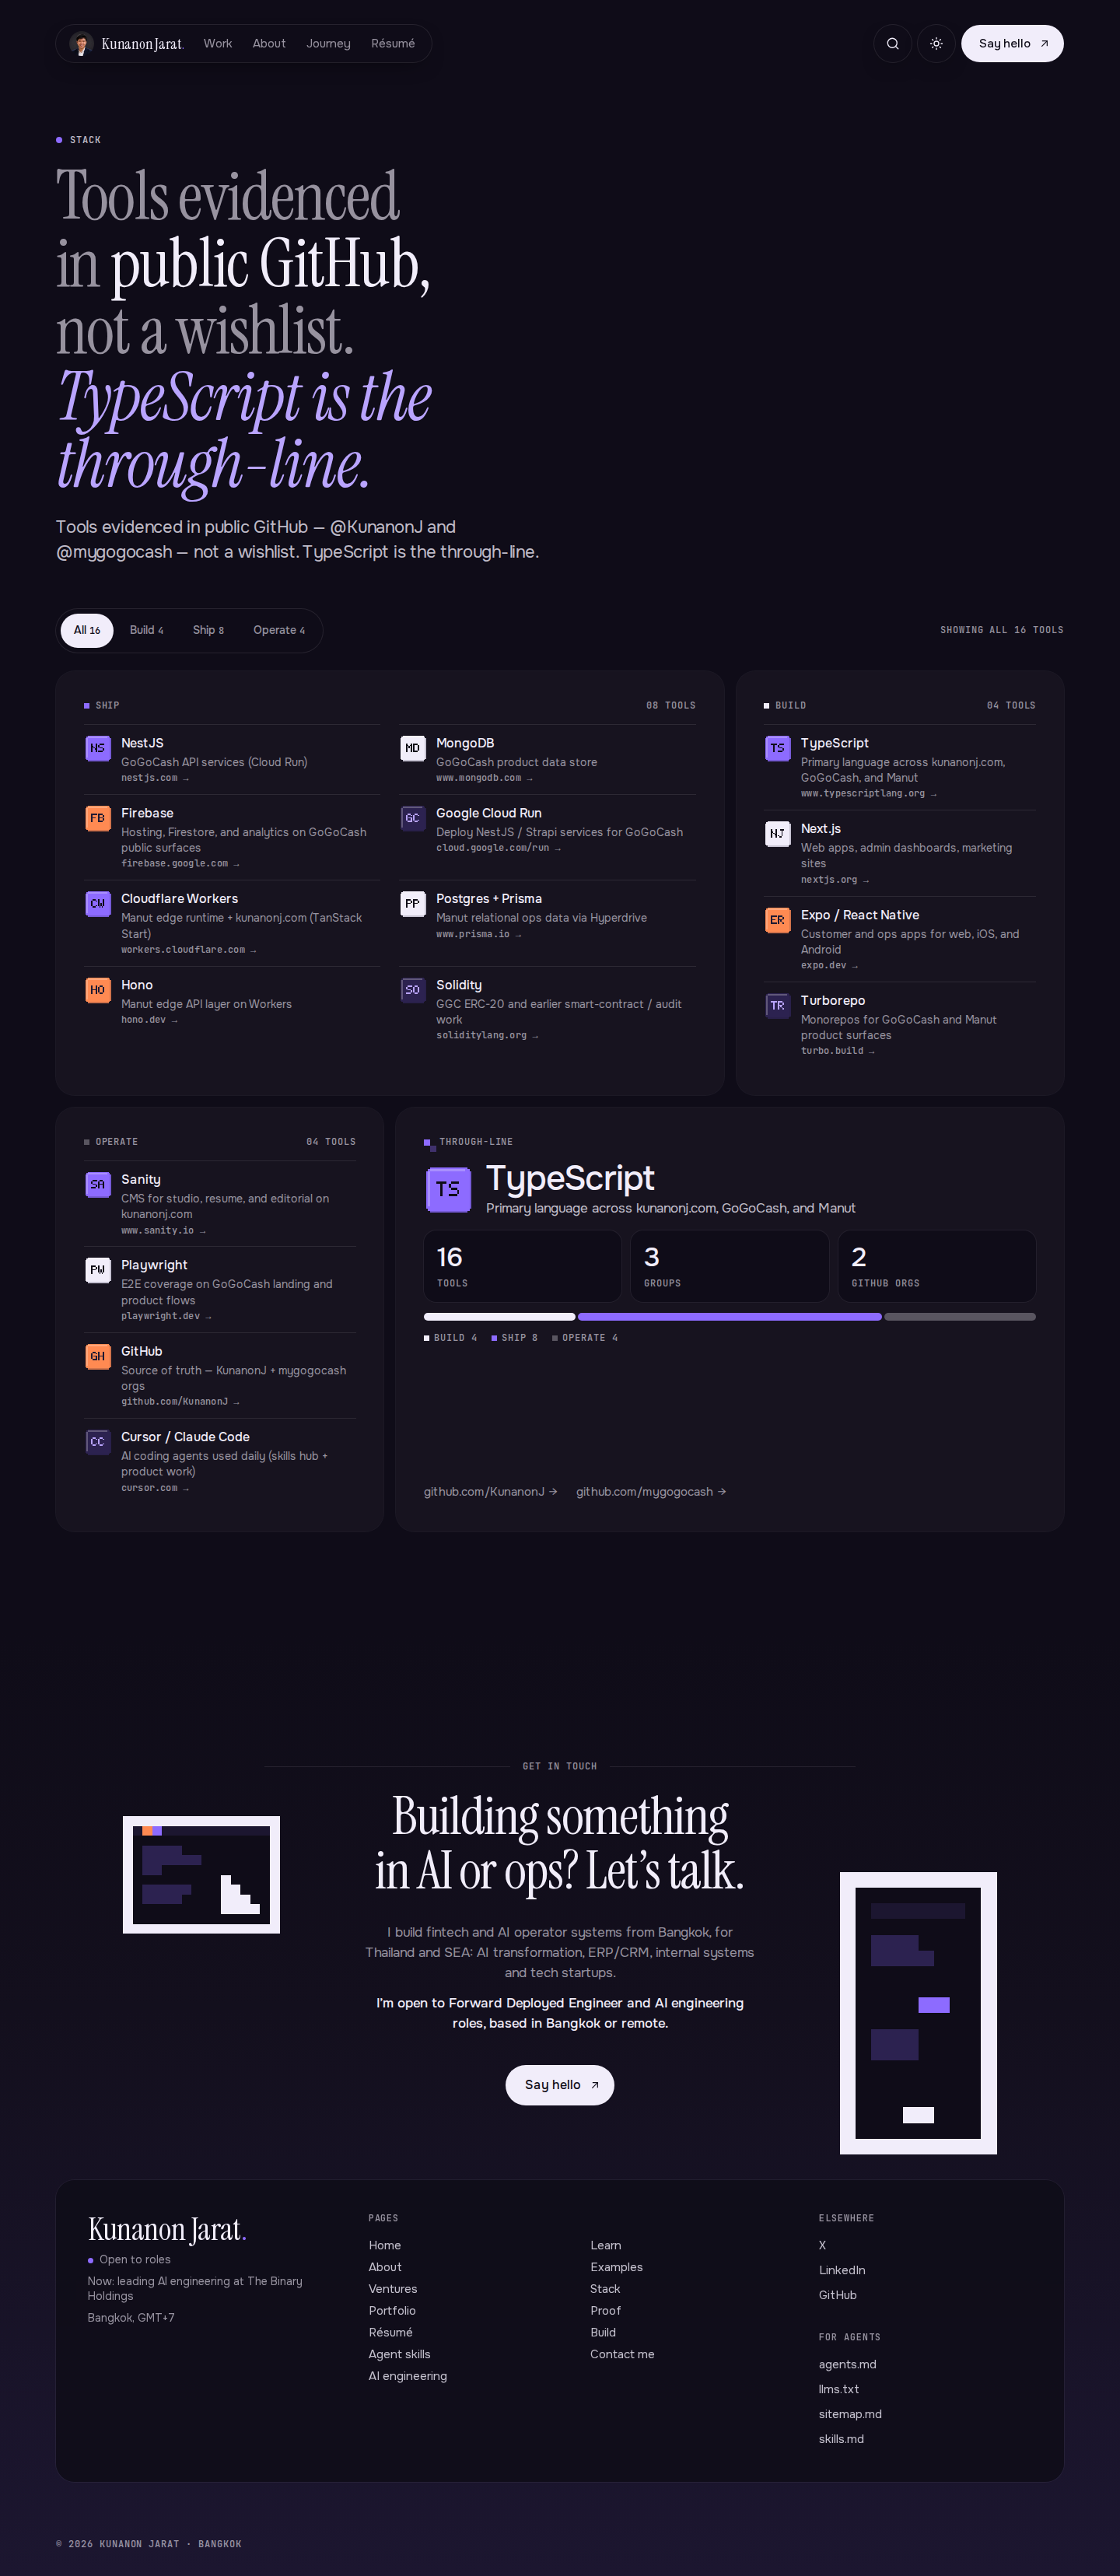 Kunanon Jarat.
Work
About
Journey
Résumé
Say hello
STACK
Tools evidenced
in public GitHub,
not a wishlist.
TypeScript is the
through-line.
Tools evidenced in public GitHub — @KunanonJ and
@mygogocash — not a wishlist. TypeScript is the through-line.
All 16
Build 4
Ship 8
Operate 4
SHOWING ALL 16 TOOLS
SHIP
08 TOOLS
NS
NestJS
GoGoCash API services (Cloud Run)
nestjs.com →
MD
MongoDB
GoGoCash product data store
www.mongodb.com →
FB
Firebase
Hosting, Firestore, and analytics on GoGoCash
public surfaces
firebase.google.com →
GC
Google Cloud Run
Deploy NestJS / Strapi services for GoGoCash
cloud.google.com/run →
CW
Cloudflare Workers
Manut edge runtime + kunanonj.com (TanStack
Start)
workers.cloudflare.com →
PP
Postgres + Prisma
Manut relational ops data via Hyperdrive
www.prisma.io →
HO
Hono
Manut edge API layer on Workers
hono.dev →
SO
Solidity
GGC ERC-20 and earlier smart-contract / audit
work
soliditylang.org →
BUILD
04 TOOLS
TS
TypeScript
Primary language across kunanonj.com,
GoGoCash, and Manut
www.typescriptlang.org →
NJ
Next.js
Web apps, admin dashboards, marketing
sites
nextjs.org →
ER
Expo / React Native
Customer and ops apps for web, iOS, and
Android
expo.dev →
TR
Turborepo
Monorepos for GoGoCash and Manut
product surfaces
turbo.build →
OPERATE
04 TOOLS
SA
Sanity
CMS for studio, resume, and editorial on
kunanonj.com
www.sanity.io →
PW
Playwright
E2E coverage on GoGoCash landing and
product flows
playwright.dev →
GH
GitHub
Source of truth — KunanonJ + mygogocash
orgs
github.com/KunanonJ →
CC
Cursor / Claude Code
AI coding agents used daily (skills hub +
product work)
cursor.com →
THROUGH-LINE
TS
TypeScript
Primary language across kunanonj.com, GoGoCash, and Manut
16
TOOLS
3
GROUPS
2
GITHUB ORGS
BUILD 4
SHIP 8
OPERATE 4
github.com/KunanonJ →
github.com/mygogocash →
GET IN TOUCH
Building something
in AI or ops? Let’s talk.
I build fintech and AI operator systems from Bangkok, for
Thailand and SEA: AI transformation, ERP/CRM, internal systems
and tech startups.
I’m open to Forward Deployed Engineer and AI engineering
roles, based in Bangkok or remote.
Say hello
Kunanon Jarat.
Open to roles
Now: leading AI engineering at The Binary
Holdings
Bangkok, GMT+7
PAGES
Home
About
Ventures
Portfolio
Résumé
Agent skills
AI engineering
Learn
Examples
Stack
Proof
Build
Contact me
ELSEWHERE
X
LinkedIn
GitHub
FOR AGENTS
agents.md
llms.txt
sitemap.md
skills.md
© 2026 KUNANON JARAT · BANGKOK